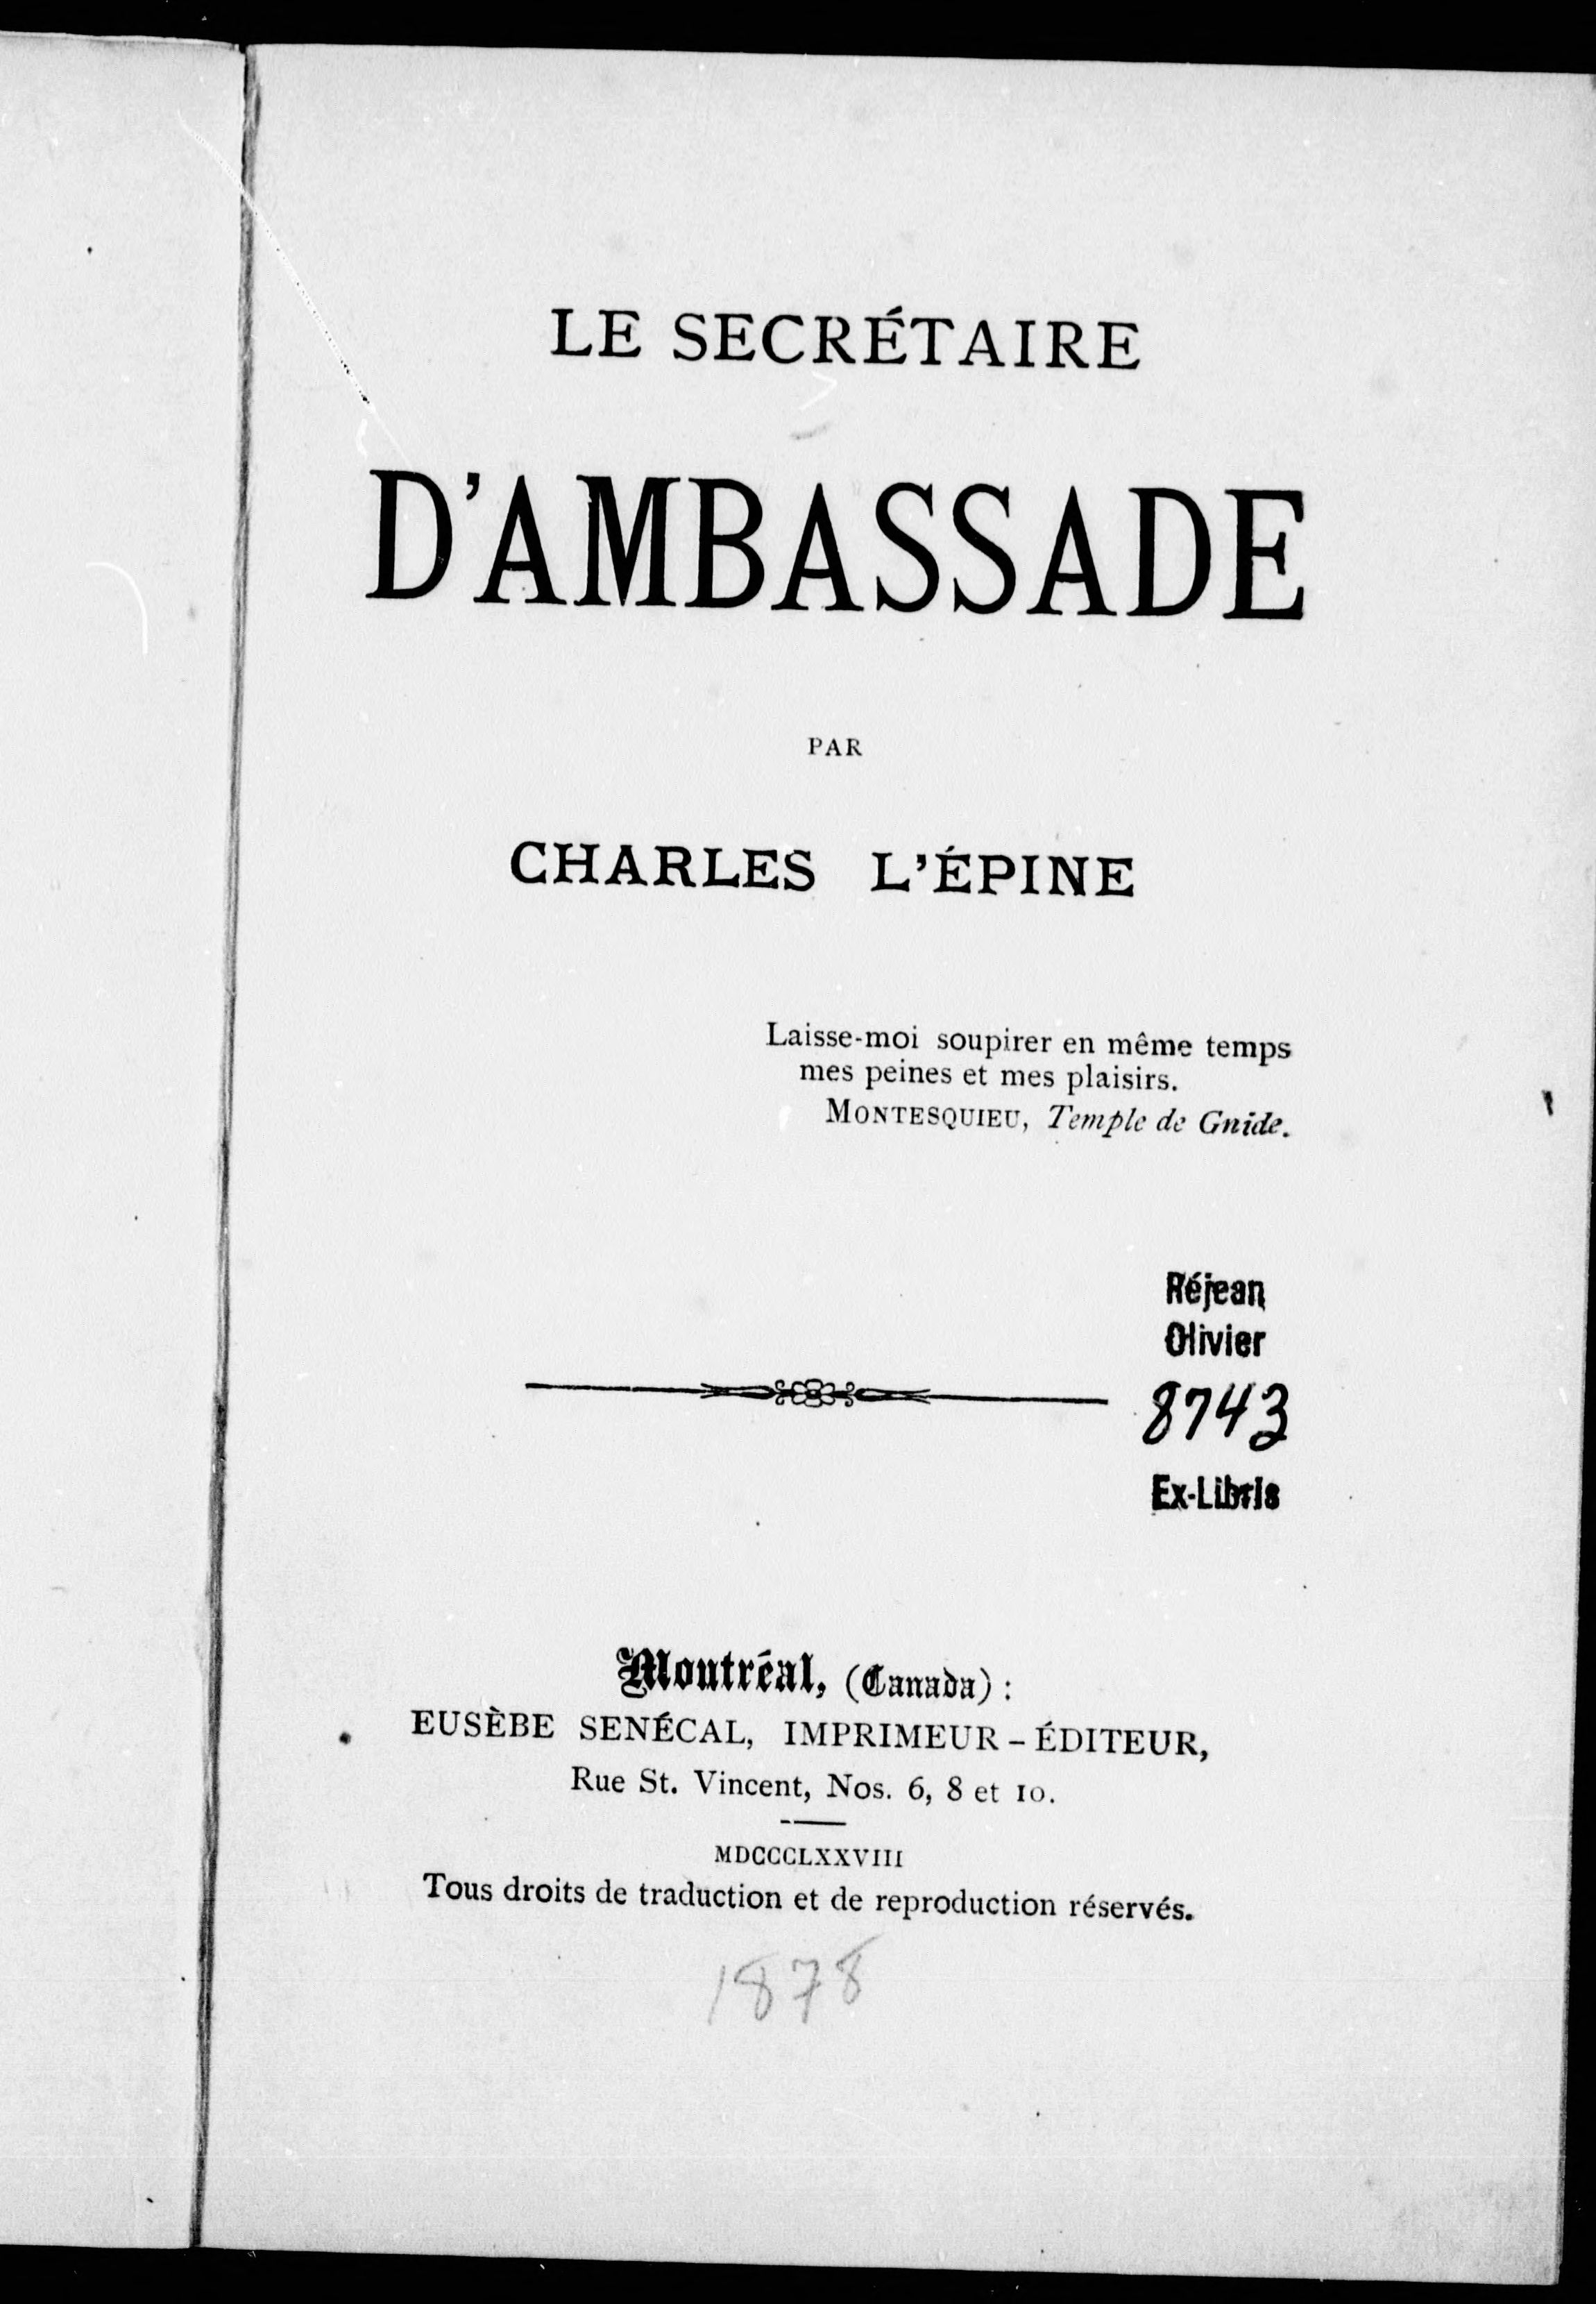 LE SECRÉTAIRE
D'AMBASSADE
PAR
CHARLES L'ÉPINE
Laisse-moi soupirer en même temps
mes peines et mes plaisirs.
MONTESQUIEU, Temple de Gnide.
Réjean
Olivier
8743
Ex-Libris
Montréal, (Canada) :
EUSÈBE SENÉCAL, IMPRIMEUR-ÉDITEUR,
Rue St. Vincent, Nos. 6, 8 et 10.
MDCCCLXXVIII
Tous droits de traduction et de reproduction réservés.
1878